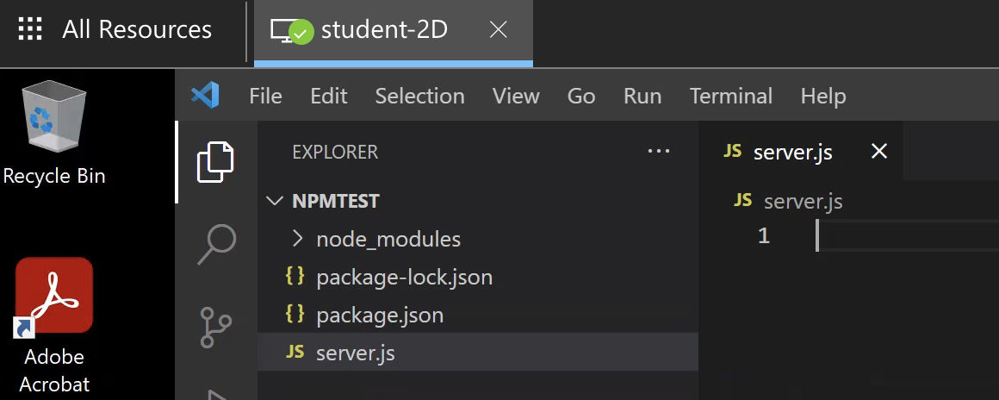 All Resources
student-2D
File Edit Selection View Go Run Terminal Help
Recycle Bin
Adobe
Acrobat
EXPLORER
NPMTEST
node_modules
{} package-lock.json
{} package.json
JS server.js
JS server.js
JS server.js
1